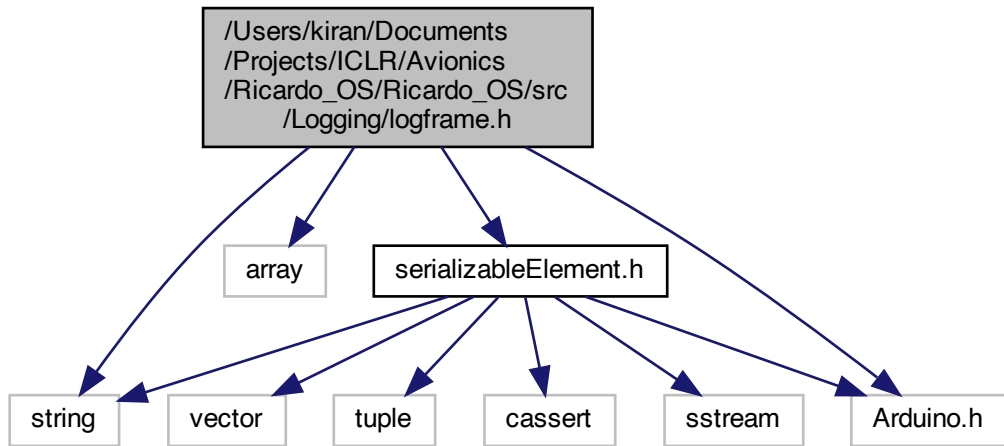 /Users/kiran/Documents
/Projects/ICLR/Avionics
/Ricardo_OS/Ricardo_OS/src
/Logging/logframe.h
array
serializableElement.h
string
vector
tuple
cassert
sstream
Arduino.h